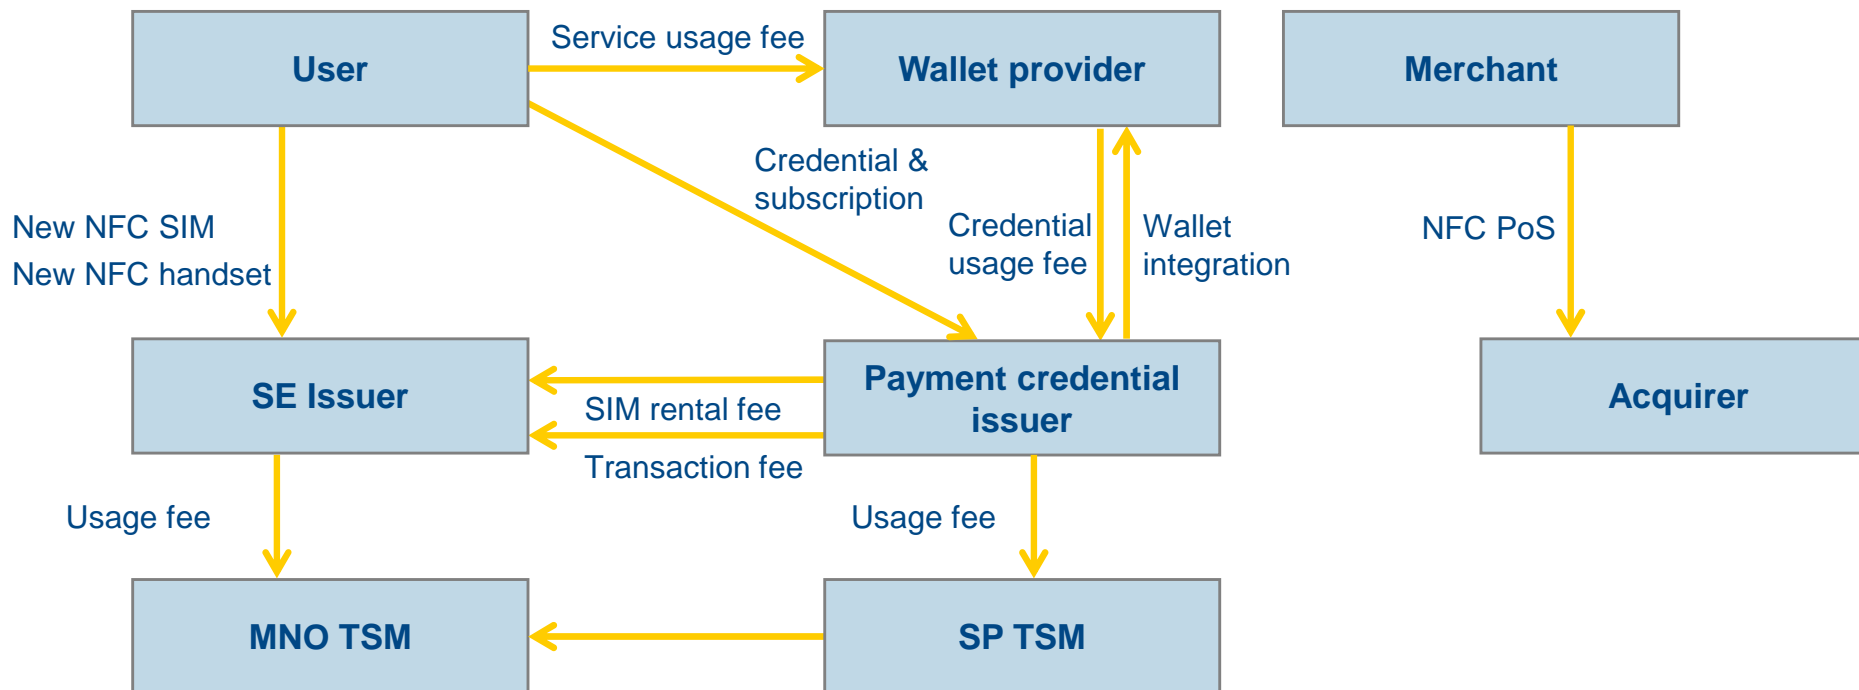 User
Service usage fee
Wallet provider
Merchant
Credential &
subscription
New NFC SIM
New NFC handset
Credential
usage fee
Wallet
integration
NFC PoS
SE Issuer
SIM rental fee
Transaction fee
Payment credential
issuer
Acquirer
Usage fee
Usage fee
MNO TSM
SP TSM